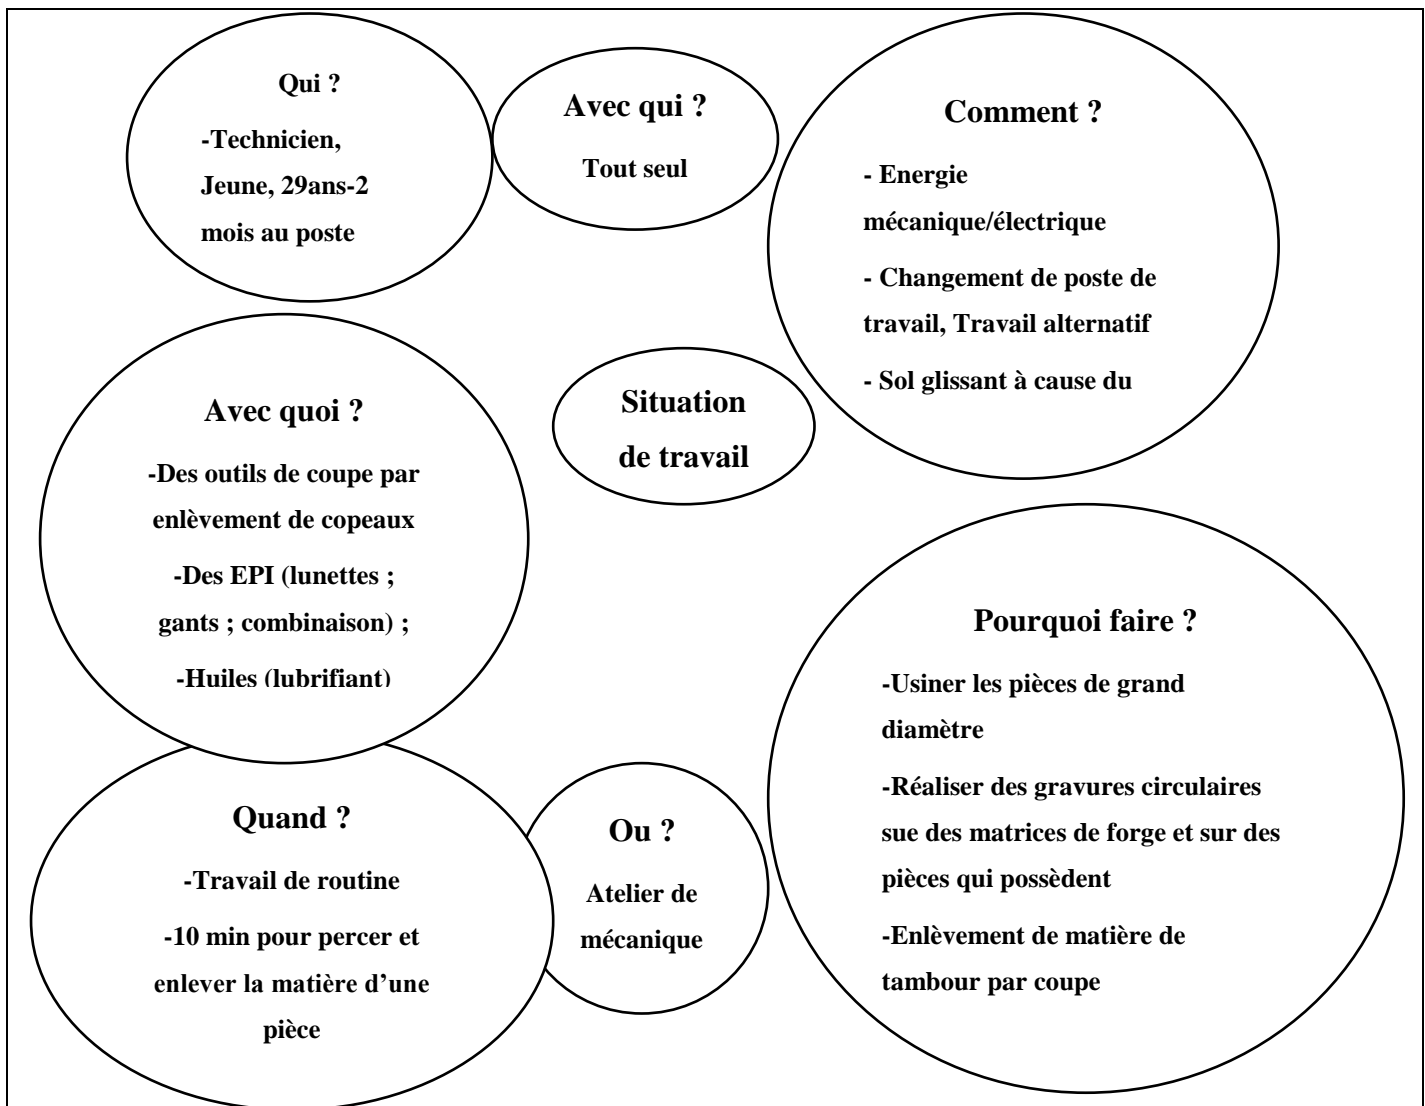 Qui ?
-Technicien,
Jeune, 29ans-2
mois au poste
Avec qui ?
Tout seul
Comment ?
- Energie
mécanique/électrique
- Changement de poste de
travail, Travail alternatif
- Sol glissant à cause du
Avec quoi ?
-Des outils de coupe par
enlèvement de copeaux
-Des EPI (lunettes ;
gants ; combinaison) ;
-Huiles (lubrifiant)
Situation
de travail
Pourquoi faire ?
-Usiner les pièces de grand
diamètre
-Réaliser des gravures circulaires
sue des matrices de forge et sur des
pièces qui possèdent
-Enlèvement de matière de
tambour par coupe
Quand ?
-Travail de routine
-10 min pour percer et
enlever la matière d’une
pièce
Ou ?
Atelier de
mécanique